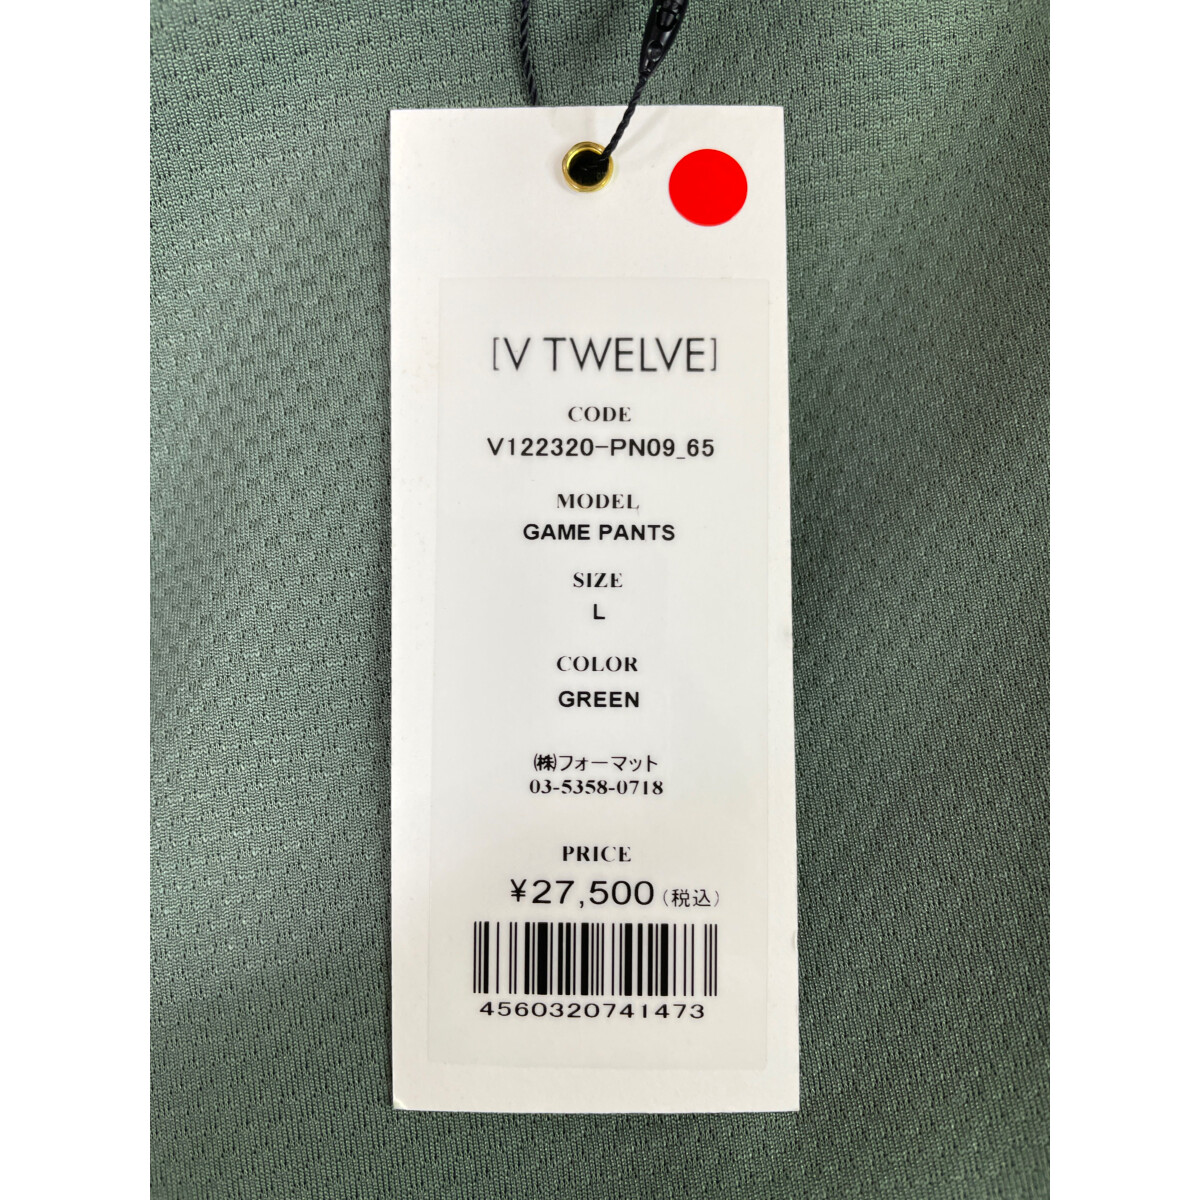 [V TWELVE]
CODE
V122320-PN09_65
MODEL
GAME PANTS
SIZE
L
COLOR
GREEN
㈱フォーマット
03-5358-0718
PRICE
¥27,500(税込)
4560320741473